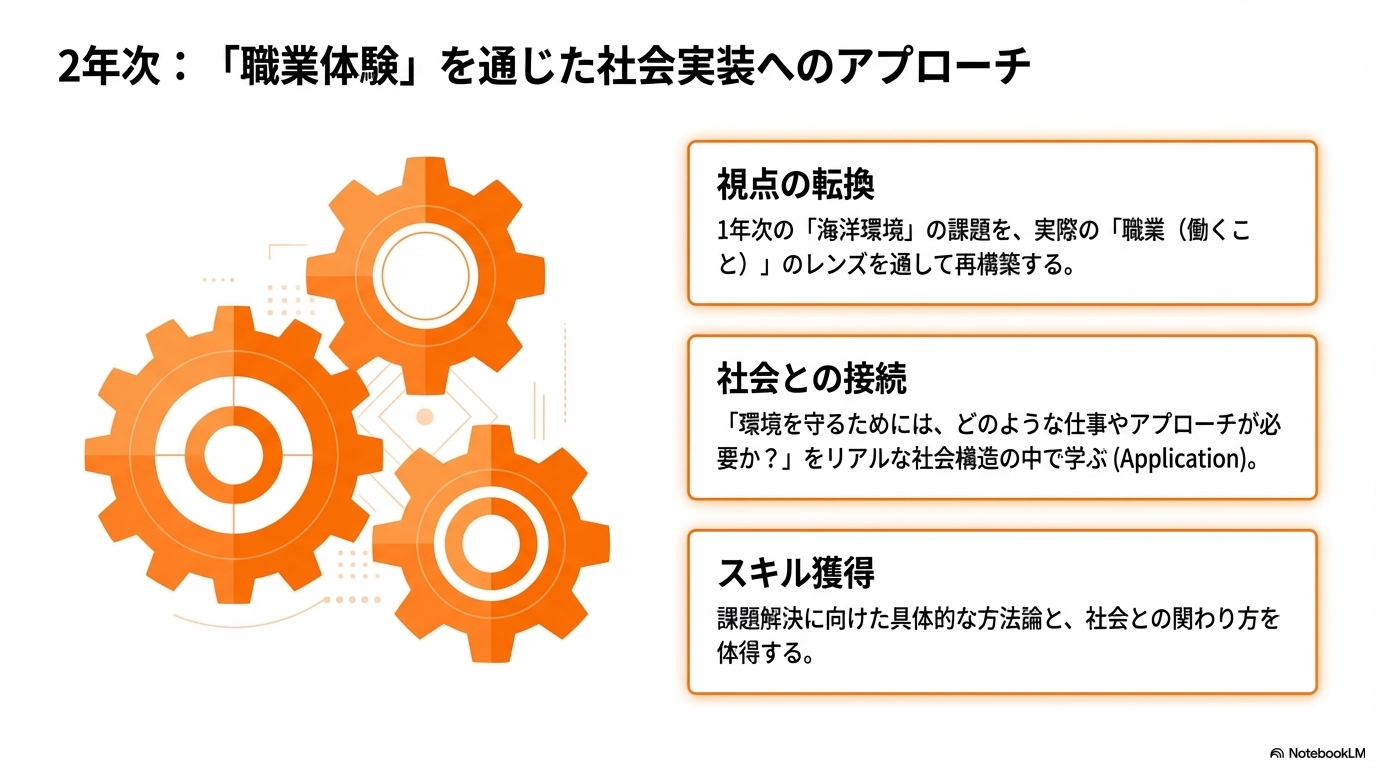 2年次：「職業体験」を通じた社会実装へのアプローチ
視点の転換
1年次の「海洋環境」の課題を、実際の「職業（働くこ
と）」のレンズを通して再構築する。
社会との接続
「環境を守るためには、どのような仕事やアプローチが必
要か？」をリアルな社会構造の中で学ぶ (Application)。
スキル獲得
課題解決に向けた具体的な方法論と、社会との関わり方を
体得する。
NotebookLM